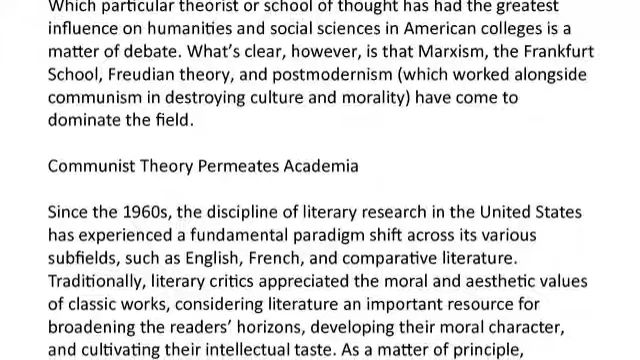 Which particular theorist or school of thought has had the greatest
influence on humanities and social sciences in American colleges is a
matter of debate. What's clear, however, is that Marxism, the Frankfurt
School, Freudian theory, and postmodernism (which worked alongside
communism in destroying culture and morality) have come to
dominate the field.
Communist Theory Permeates Academia
Since the 1960s, the discipline of literary research in the United States
has experienced a fundamental paradigm shift across its various
subfields, such as English, French, and comparative literature.
Traditionally, literary critics appreciated the moral and aesthetic values
of classic works, considering literature an important resource for
broadening the readers' horizons, developing their moral character,
and cultivating their intellectual taste. As a matter of principle,